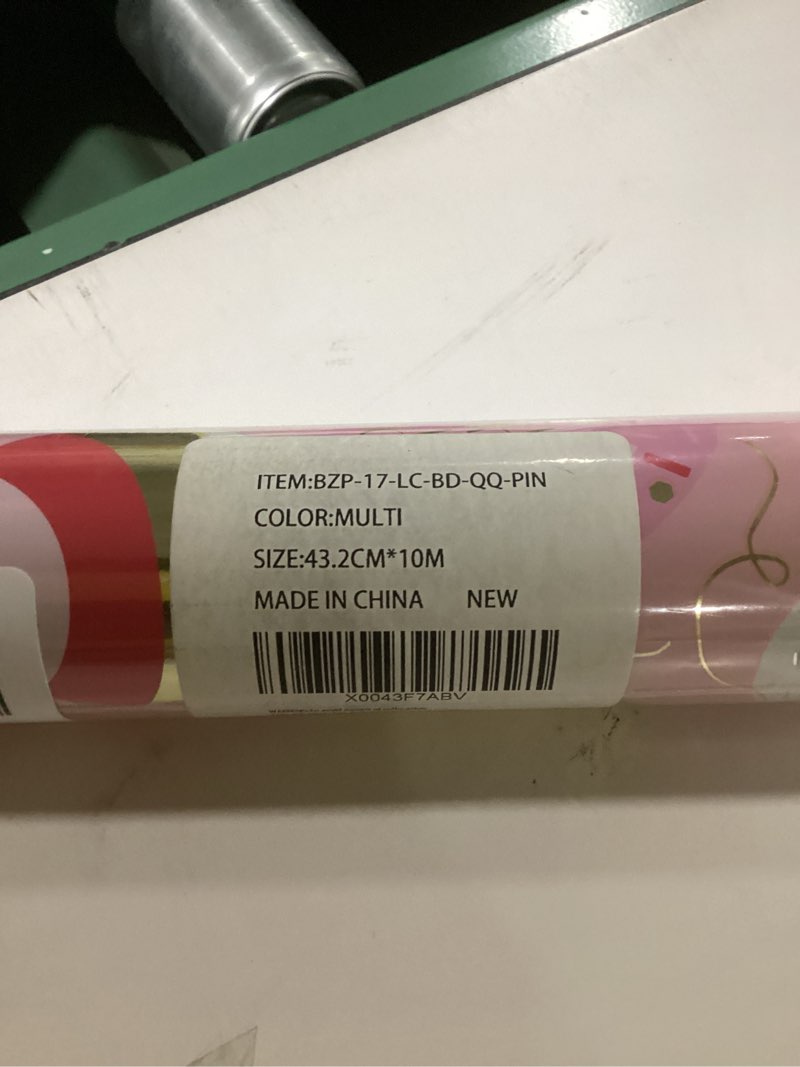 ITEM:BZP-17-LC-BD-QQ-PIN
COLOR:MULTI
SIZE:43.2CM*10M
MADE IN CHINA NEW
X0043F7ABV